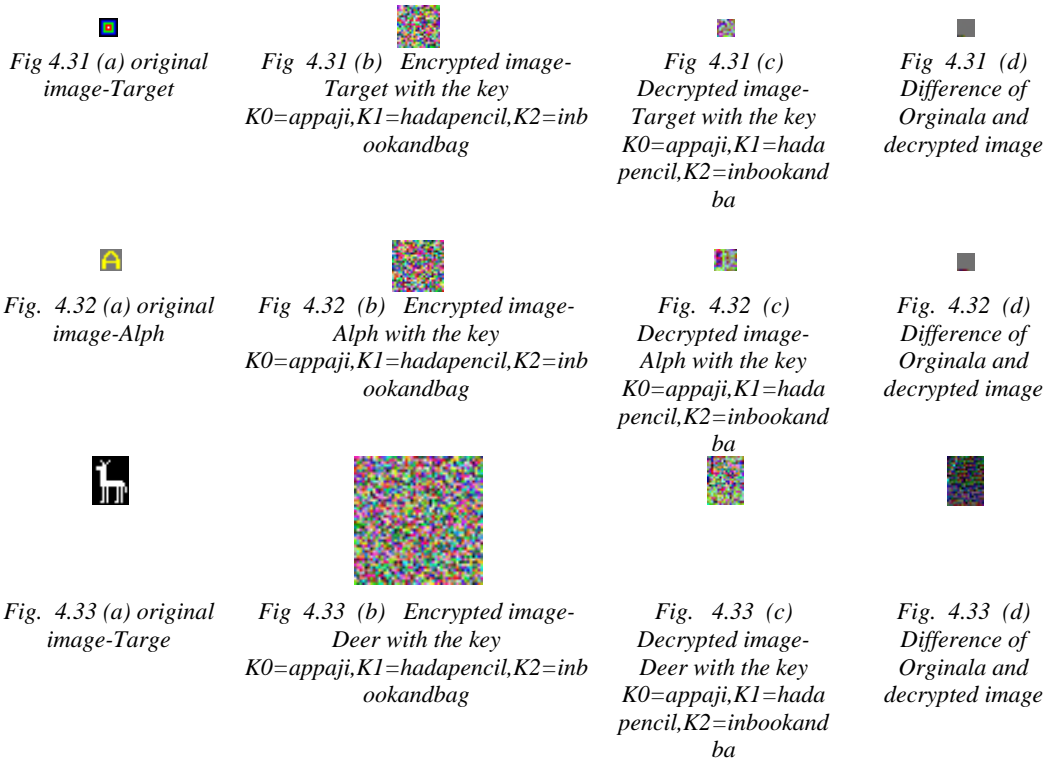 Fig 4.31 (a) original
image-Target
Fig 4.31 (b) Encrypted image-
Target with the key
K0=appaji,K1=hadapencil,K2=inb
ookandbag
Fig 4.31 (c)
Decrypted image-
Target with the key
K0=appaji,K1=hada
pencil,K2=inbookand
ba
Fig 4.31 (d)
Difference of
Orginala and
decrypted image
Fig. 4.32 (a) original
image-Alph
Fig 4.32 (b) Encrypted image-
Alph with the key
K0=appaji,K1=hadapencil,K2=inb
ookandbag
Fig. 4.32 (c)
Decrypted image-
Alph with the key
K0=appaji,K1=hada
pencil,K2=inbookand
ba
Fig. 4.32 (d)
Difference of
Orginala and
decrypted image
A
Fig. 4.33 (a) original
image-Targe
Fig 4.33 (b) Encrypted image-
Deer with the key
K0=appaji,K1=hadapencil,K2=inb
ookandbag
Fig. 4.33 (c)
Decrypted image-
Deer with the key
K0=appaji,K1=hada
pencil,K2=inbookand
ba
Fig. 4.33 (d)
Difference of
Orginala and
decrypted image